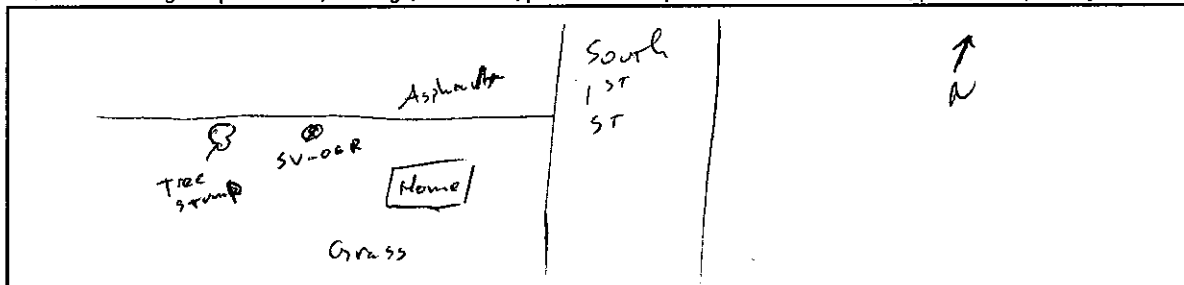 South
1ST
ST
N
Asphalt
SV-06R
Tree
stump
Home
Grass